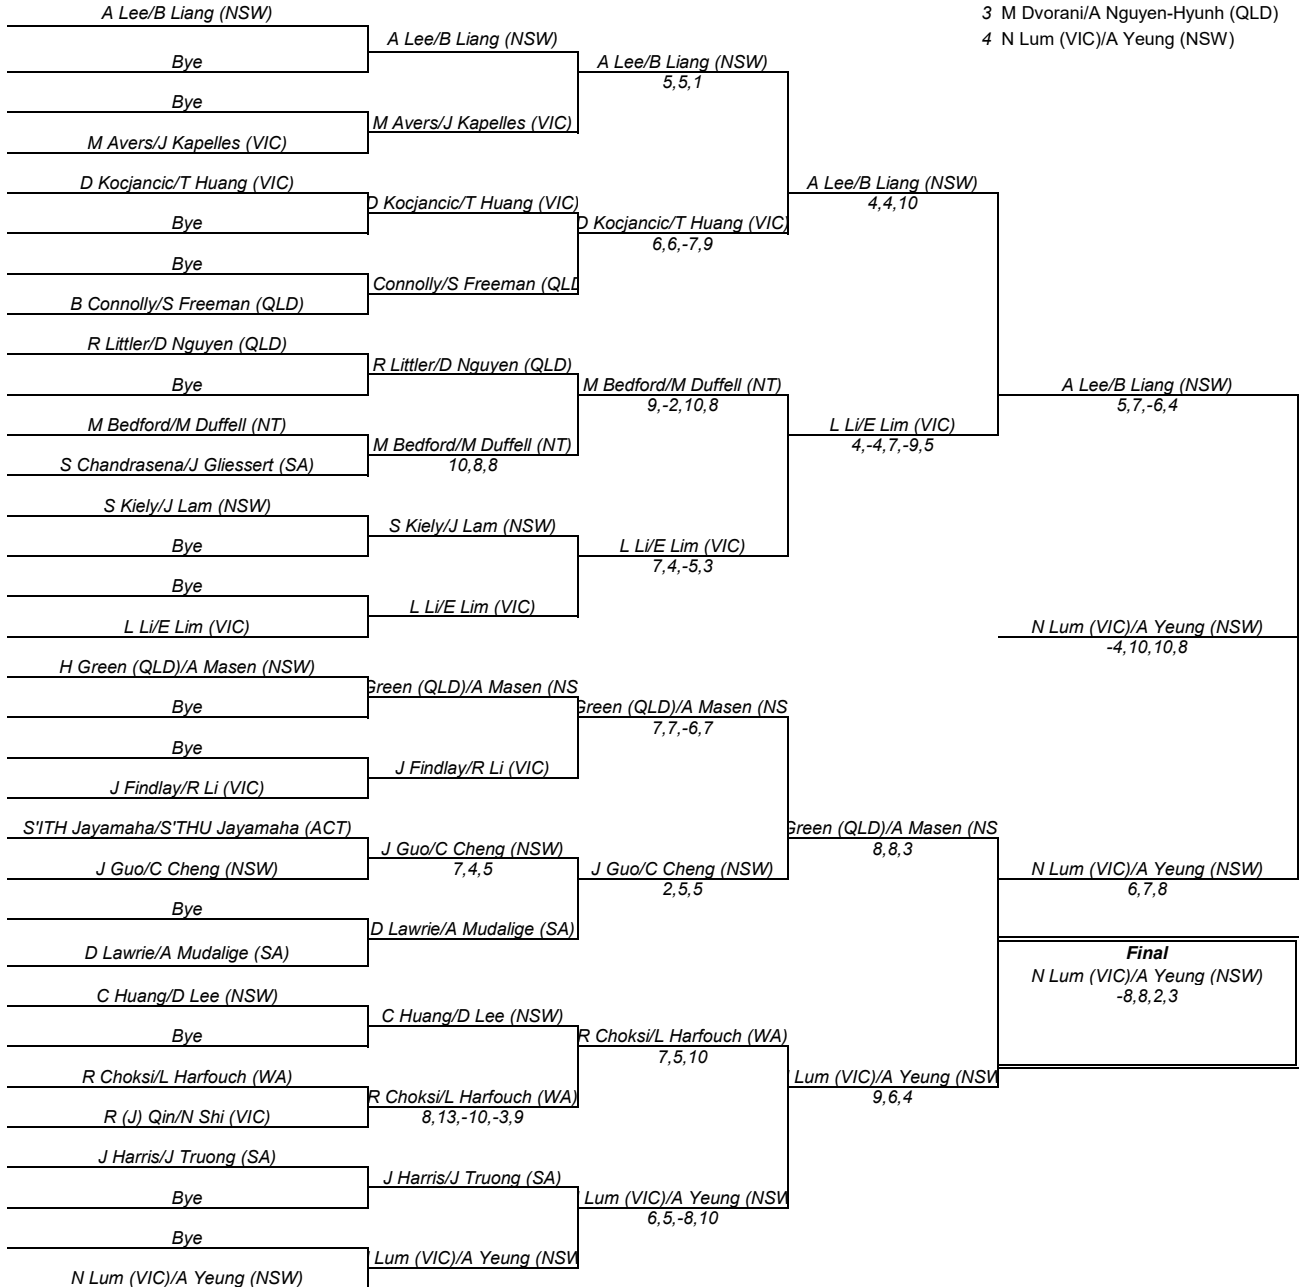 A Lee/B Liang (NSW)
3 M Dvorani/A Nguyen-Hyunh (QLD)
A Lee/B Liang (NSW)
4 N Lum (VIC)/A Yeung (NSW)
Bye
A Lee/B Liang (NSW)
5,5,1
Bye
M Avers/J Kapelles (VIC)
M Avers/J Kapelles (VIC)
D Kocjancic/T Huang (VIC)
A Lee/B Liang (NSW)
4,4,10
D Kocjancic/T Huang (VIC)
Bye
D Kocjancic/T Huang (VIC)
6,6,-7,9
Bye
Connolly/S Freeman (QLD
B Connolly/S Freeman (QLD)
R Littler/D Nguyen (QLD)
R Littler/D Nguyen (QLD)
Bye
M Bedford/M Duffell (NT)
9,-2,10,8
A Lee/B Liang (NSW)
5,7,-6,4
M Bedford/M Duffell (NT)
L Li/E Lim (VIC)
4,-4,7,-9,5
M Bedford/M Duffell (NT)
10,8,8
S Chandrasena/J Gliessert (SA)
S Kiely/J Lam (NSW)
S Kiely/J Lam (NSW)
Bye
L Li/E Lim (VIC)
7,4,-5,3
Bye
L Li/E Lim (VIC)
L Li/E Lim (VIC)
N Lum (VIC)/A Yeung (NSW)
-4,10,10,8
H Green (QLD)/A Masen (NSW)
Green (QLD)/A Masen (NS
Bye
Green (QLD)/A Masen (NS
7,7,-6,7
Bye
J Findlay/R Li (VIC)
J Findlay/R Li (VIC)
S'ITH Jayamaha/S'THU Jayamaha (ACT)
Green (QLD)/A Masen (NS
8,8,3
J Guo/C Cheng (NSW)
7,4,5
J Guo/C Cheng (NSW)
J Guo/C Cheng (NSW)
2,5,5
N Lum (VIC)/A Yeung (NSW)
6,7,8
Bye
D Lawrie/A Mudalige (SA)
D Lawrie/A Mudalige (SA)
Final
N Lum (VIC)/A Yeung (NSW)
-8,8,2,3
C Huang/D Lee (NSW)
C Huang/D Lee (NSW)
Bye
R Choksi/L Harfouch (WA)
7,5,10
R Choksi/L Harfouch (WA)
Lum (VIC)/A Yeung (NSW
9,6,4
R Choksi/L Harfouch (WA)
8,13,-10,-3,9
R (J) Qin/N Shi (VIC)
J Harris/J Truong (SA)
J Harris/J Truong (SA)
Bye
Lum (VIC)/A Yeung (NSW
6,5,-8,10
Bye
Lum (VIC)/A Yeung (NSW
N Lum (VIC)/A Yeung (NSW)